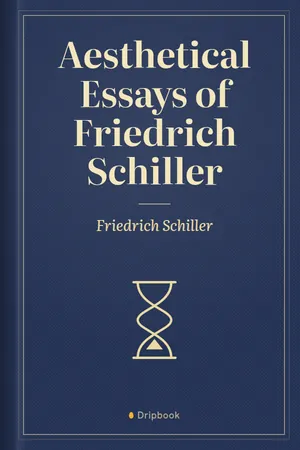 Aesthetical
Essays of
Friedrich
Schiller
Friedrich Schiller
Dripbook